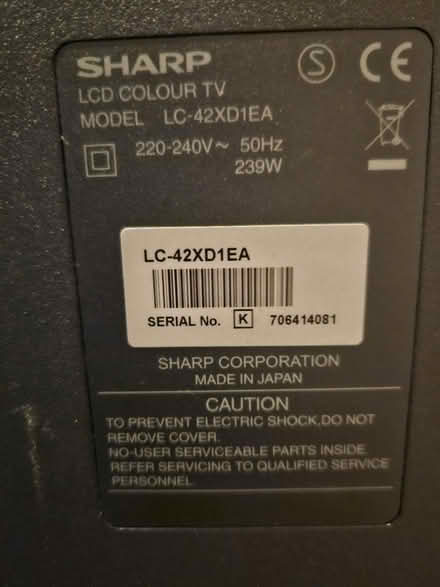 SHARP
LCD COLOUR TV
MODEL LC-42XD1EA
220-240V~ 50Hz
239W
LC-42XD1EA
SERIAL No. K 706414081
SHARP CORPORATION
MADE IN JAPAN
CAUTION
TO PREVENT ELECTRIC SHOCK,DO NOT
REMOVE COVER.
NO-USER SERVICEABLE PARTS INSIDE.
REFER SERVICING TO QUALIFIED SERVICE
PERSONNEL.
S CE